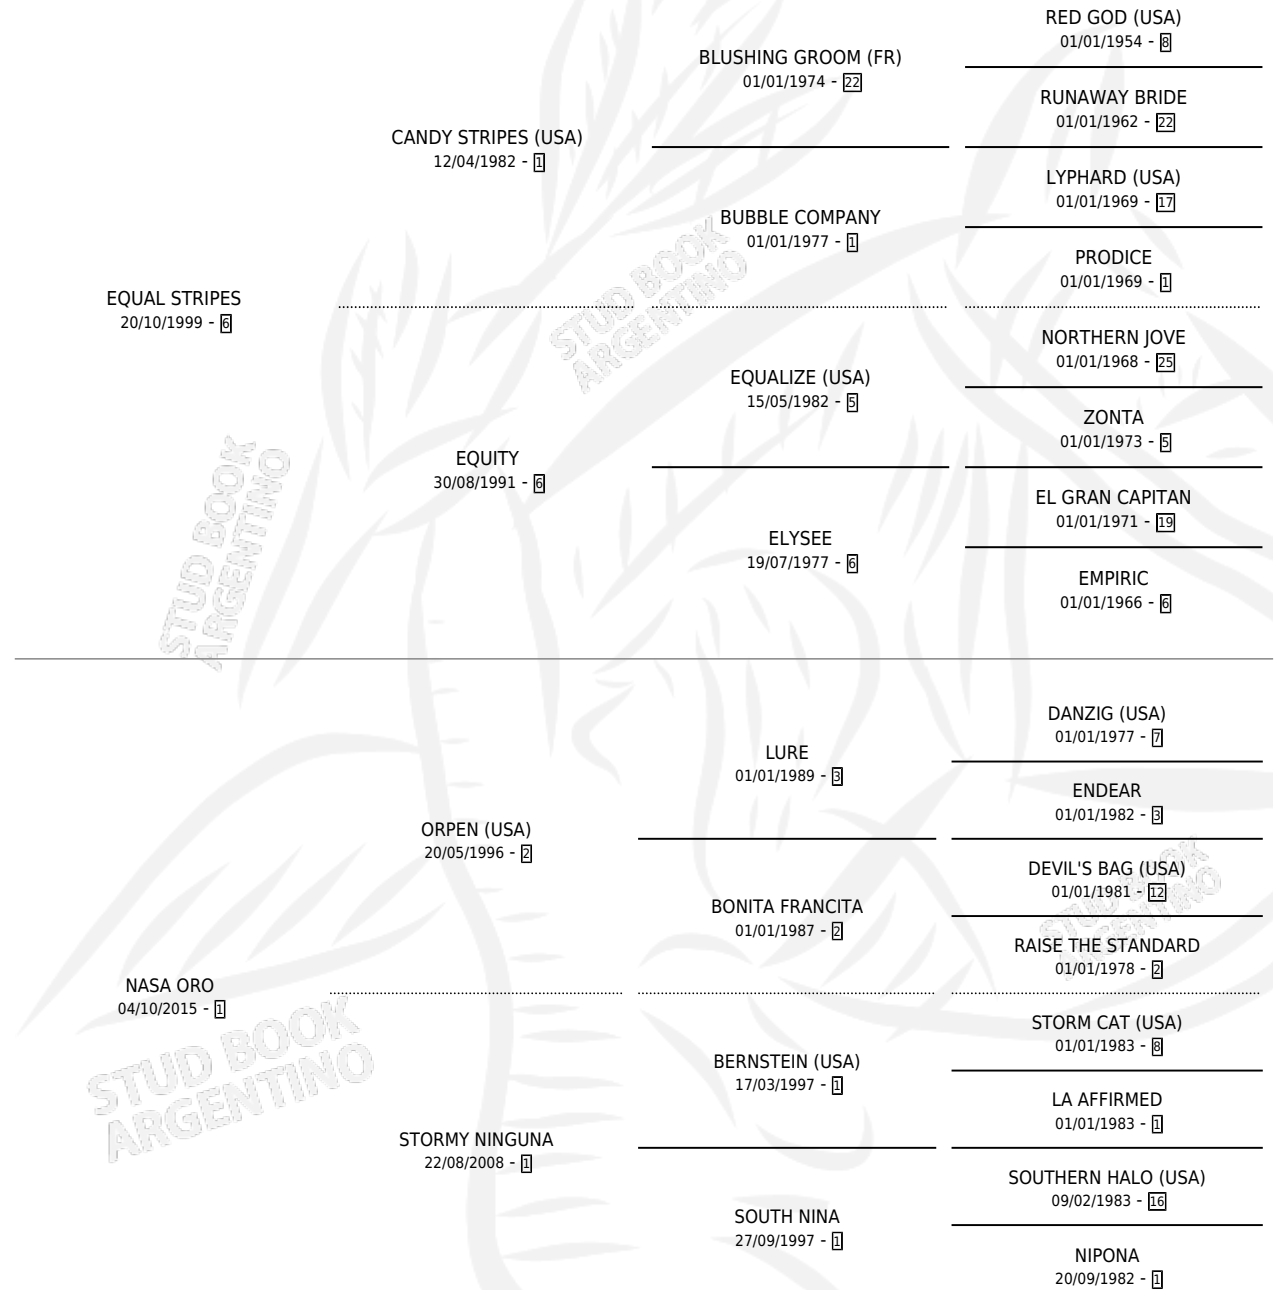 RED GOD (USA)
01/01/1954 - 8
BLUSHING GROOM (FR)
01/01/1974 - 22
RUNAWAY BRIDE
01/01/1962 - 22
CANDY STRIPES (USA)
12/04/1982 - 1
LYPHARD (USA)
01/01/1969 - 17
BUBBLE COMPANY
01/01/1977 - 1
PRODICE
01/01/1969 - 1
EQUAL STRIPES
20/10/1999 - 6
STUD BOOK
ARGENTINO
NORTHERN JOVE
01/01/1968 - 25
EQUALIZE (USA)
15/05/1982 - 5
ZONTA
01/01/1973 - 5
EQUITY
30/08/1991 - 6
EL GRAN CAPITAN
01/01/1971 - 19
ELYSEE
19/07/1977 - 6
EMPIRIC
01/01/1966 - 6
STUD BOOK
ARGENTINO
DANZIG (USA)
01/01/1977 - 7
LURE
01/01/1989 - 3
ENDEAR
01/01/1982 - 3
ORPEN (USA)
20/05/1996 - 2
DEVIL'S BAG (USA)
01/01/1981 - 12
BONITA FRANCITA
01/01/1987 - 2
STUD BOOK
ARGENTINO
RAISE THE STANDARD
01/01/1978 - 2
NASA ORO
04/10/2015 - 1
STORM CAT (USA)
01/01/1983 - 8
BERNSTEIN (USA)
17/03/1997 - 1
LA AFFIRMED
01/01/1983 - 1
STUD BOOK
ARGENTINO
STORMY NINGUNA
22/08/2008 - 1
SOUTHERN HALO (USA)
09/02/1983 - 16
SOUTH NINA
27/09/1997 - 1
NIPONA
20/09/1982 - 1